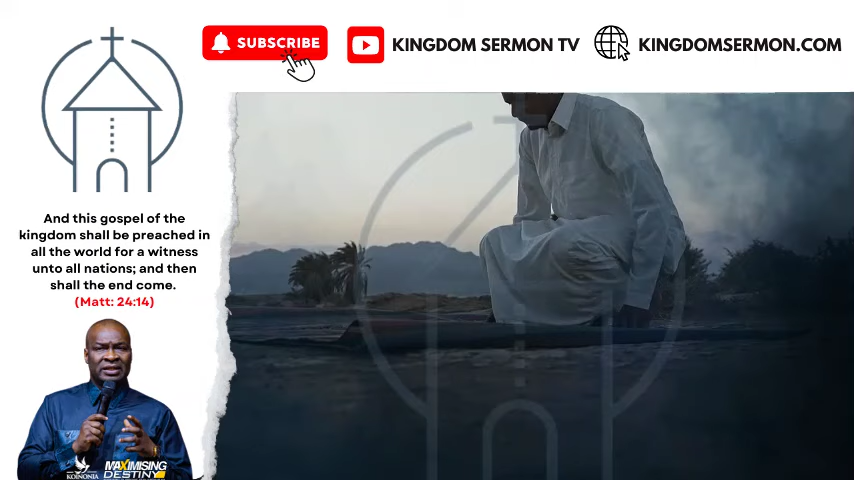 SUBSCRIBE
KINGDOM SERMON TV
KINGDOMSERMON.COM
And this gospel of the
kingdom shall be preached in
all the world for a witness
unto all nations; and then
shall the end come.
(Matt: 24:14)
KOINONIA
MAXIMISING
DESTINY